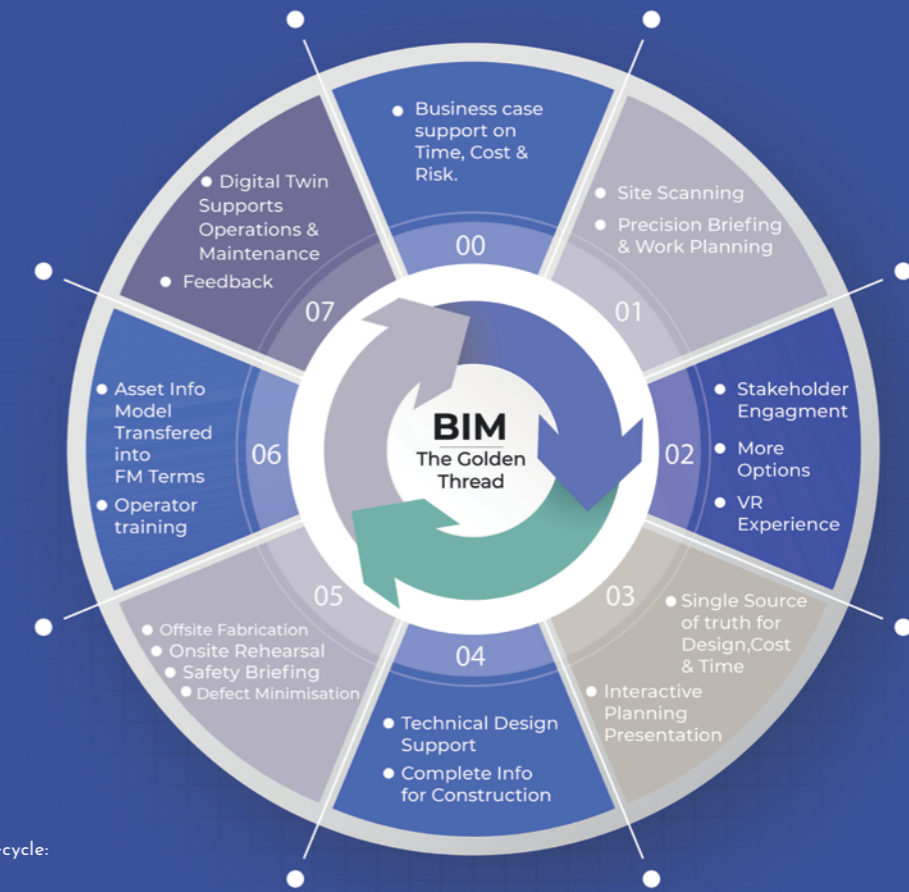 Business case
support on
Time, Cost &
Risk.
00
Site Scanning
Precision Briefing
& Work Planning
01
Stakeholder
Engagment
More
Options
VR
Experience
02
Single Source
of truth for
Design,Cost
& Time
Interactive
Planning
Presentation
03
Technical Design
Support
Complete Info
for Construction
04
Offsite Fabrication
Onsite Rehearsal
Safety Briefing
Defect Minimisation
05
Asset Info
Model
Transfered
into
FM Terms
Operator
training
06
Digital Twin
Supports
Operations &
Maintenance
Feedback
07
BIM
The Golden
Thread